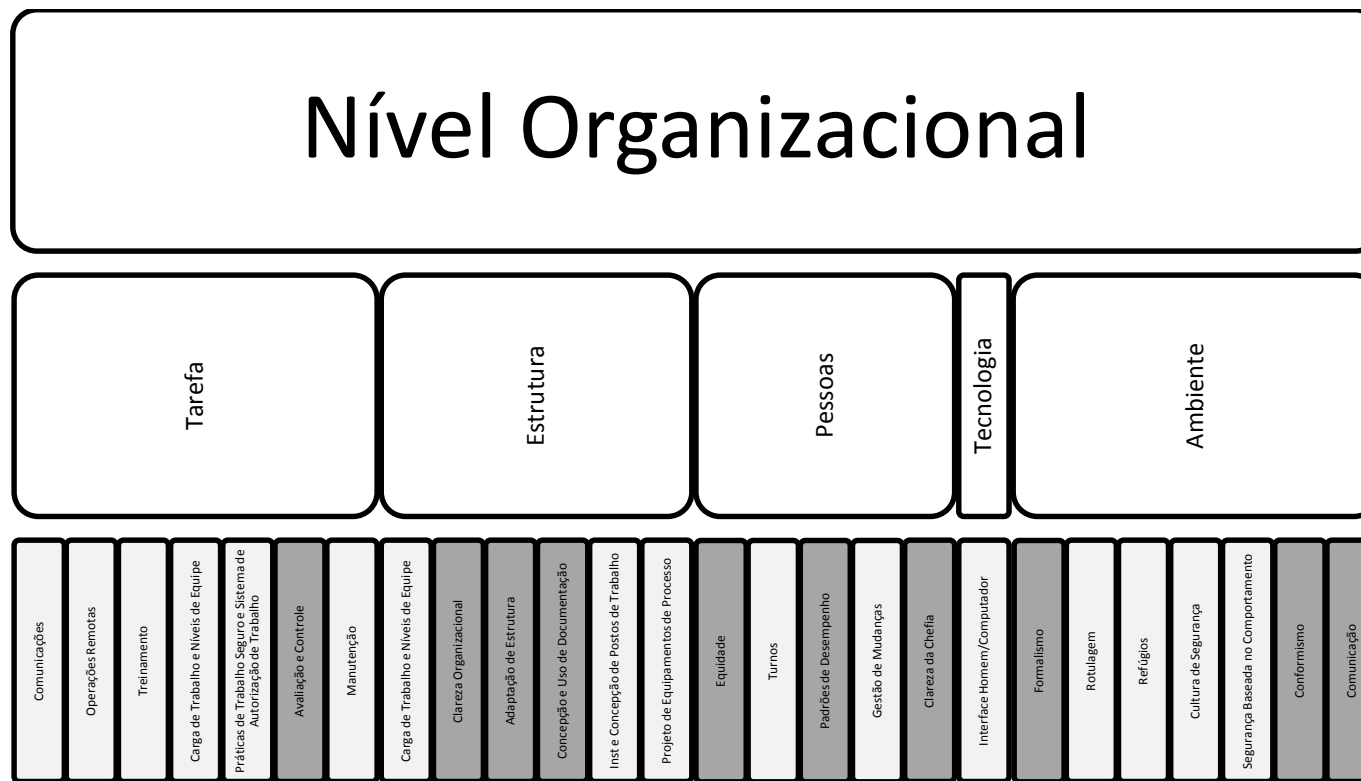 Nível Organizacional
Tarefa
Estrutura
Pessoas
Tecnologia
Ambiente
Comunicações
Operações Remotas
Treinamento
Carga de Trabalho e Níveis de Equipe
Práticas de Trabalho Seguro e Sistema de
Autorização de Trabalho
Avaliação e Controle
Manutenção
Carga de Trabalho e Níveis de Equipe
Clareza Organizacional
Adaptação de Estrutura
Concepção e Uso de Documentação
Inst e Concepção de Postos de Trabalho
Projeto de Equipamentos de Processo
Equidade
Turnos
Padrões de Desempenho
Gestão de Mudanças
Clareza da Chefia
Interface Homem/Computador
Formalismo
Rotulagem
Refúgios
Cultura de Segurança
Segurança Baseada no Comportamento
Conformismo
Comunicação